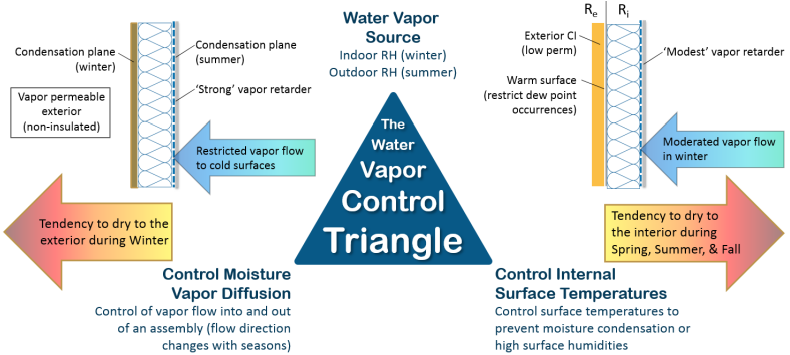 Water Vapor
Source
Indoor RH (winter)
Outdoor RH (summer)
Condensation plane
(winter)
Condensation plane
(summer)
‘Strong’ vapor retarder
Vapor permeable
exterior
(non-insulated)
Restricted vapor flow
to cold surfaces
Tendency to dry to the
exterior during Winter
The
Water
Vapor
Control
Triangle
Re
Ri
Exterior CI
(low perm)
‘Modest’ vapor retarder
Warm surface
(restrict dew point
occurrences)
Moderated vapor flow
in winter
Tendency to dry to
the interior during
Spring, Summer, & Fall
Control Moisture
Vapor Diffusion
Control of vapor flow into and out
of an assembly (flow direction
changes with seasons)
Control Internal
Surface Temperatures
Control surface temperatures to
prevent moisture condensation or
high surface humidities